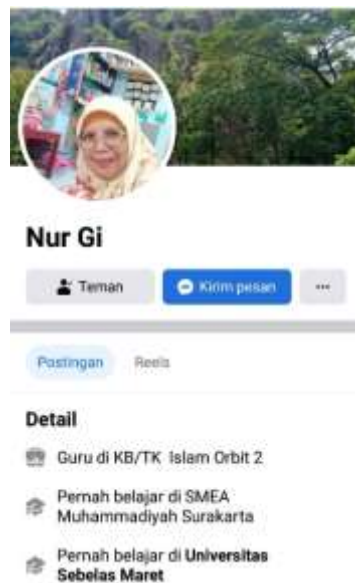 Nur Gi
Teman
Kirim pesan
Postingan Reels
Detail
Guru di KB/TK Islam Orbit 2
Pernah belajar di SMEA
Muhammadiyah Surakarta
Pernah belajar di Universitas
Sebelas Maret